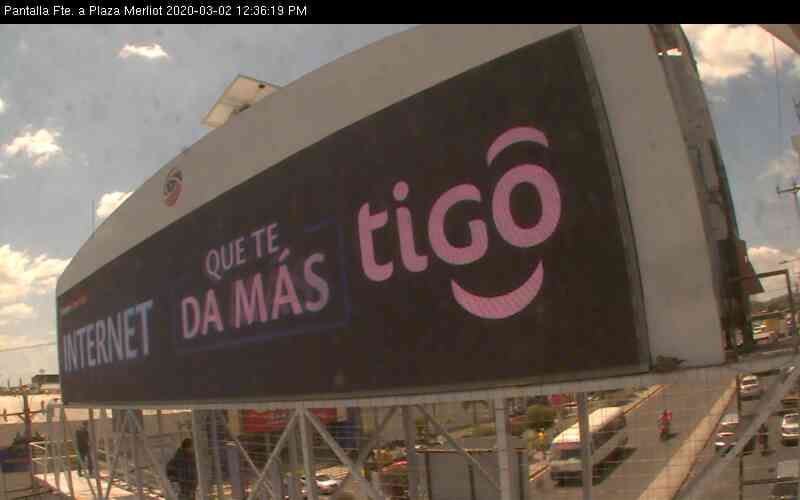 Pantalla Fte. a Plaza Merliot 2020-03-02 12:36:19 PM
INTERNET
QUE TE
DA MÁS
tigo